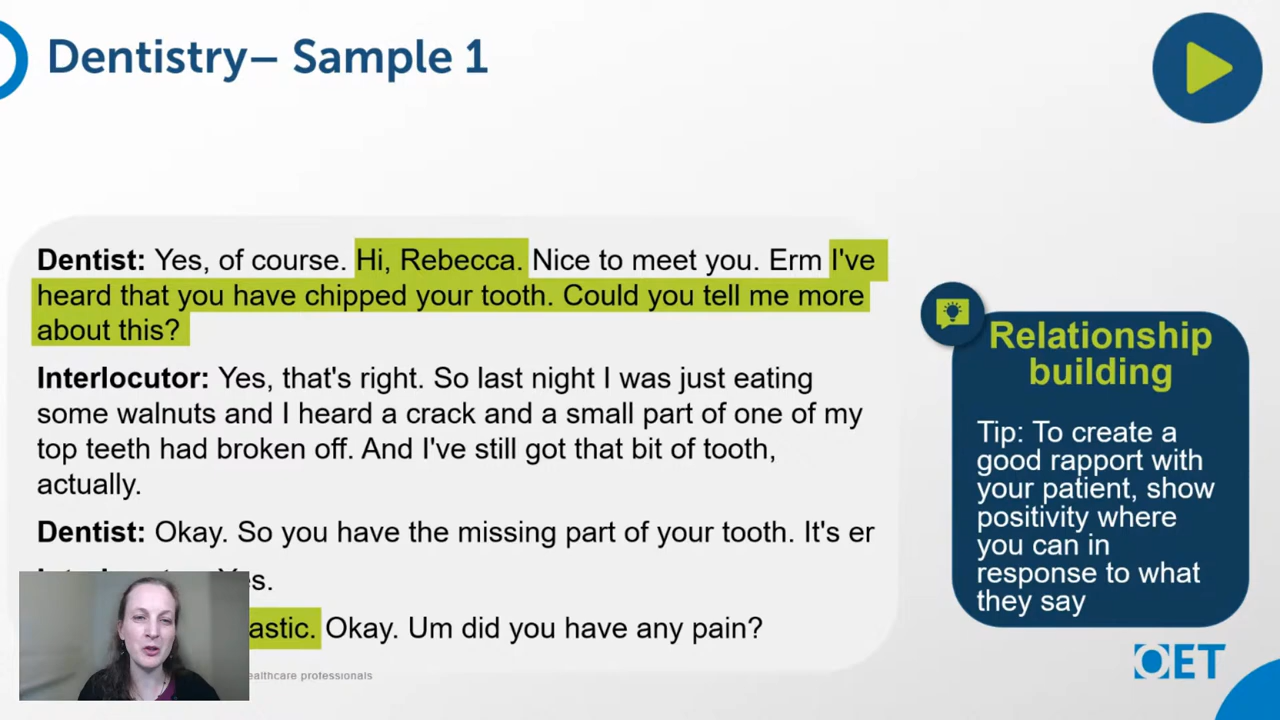 Dentistry– Sample 1
Dentist: Yes, of course. Hi, Rebecca. Nice to meet you. Erm I've
heard that you have chipped your tooth. Could you tell me more
about this?
Interlocutor: Yes, that's right. So last night I was just eating
some walnuts and I heard a crack and a small part of one of my
top teeth had broken off. And I've still got that bit of tooth,
actually.
Dentist: Okay. So you have the missing part of your tooth. It's er
Okay. Um did you have any pain?
healthcare professionals
Relationship
building
Tip: To create a
good rapport with
your patient, show
positivity where
you can in
response to what
they say
OET